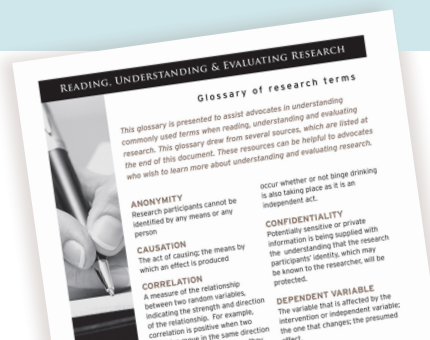 READING, UNDERSTANDING & EVALUATING RESEARCH
Glossary of research terms
This glossary is presented to assist advocates in understanding
commonly used terms when reading, understanding and evaluating
research. This glossary drew from several sources, which are listed at
the end of this document. These resources can be helpful to advocates
who wish to learn more about understanding and evaluating research.
ANONYMITY
Research participants cannot be
identified by any means or any
person
CAUSATION
The act of causing; the means by
which an effect is produced
CORRELATION
A measure of the relationship
between two random variables,
indicating the strength and direction
of the relationship. For example,
correlation is positive when two
move in the same direction
occur whether or not binge drinking
is also taking place as it is an
independent act.
CONFIDENTIALITY
Potentially sensitive or private
information is being supplied with
the understanding that the research
participants' identity, which may
be known to the researcher, will be
protected.
DEPENDENT VARIABLE
The variable that is affected by the
intervention or independent variable;
the one that changes; the presumed
effect.